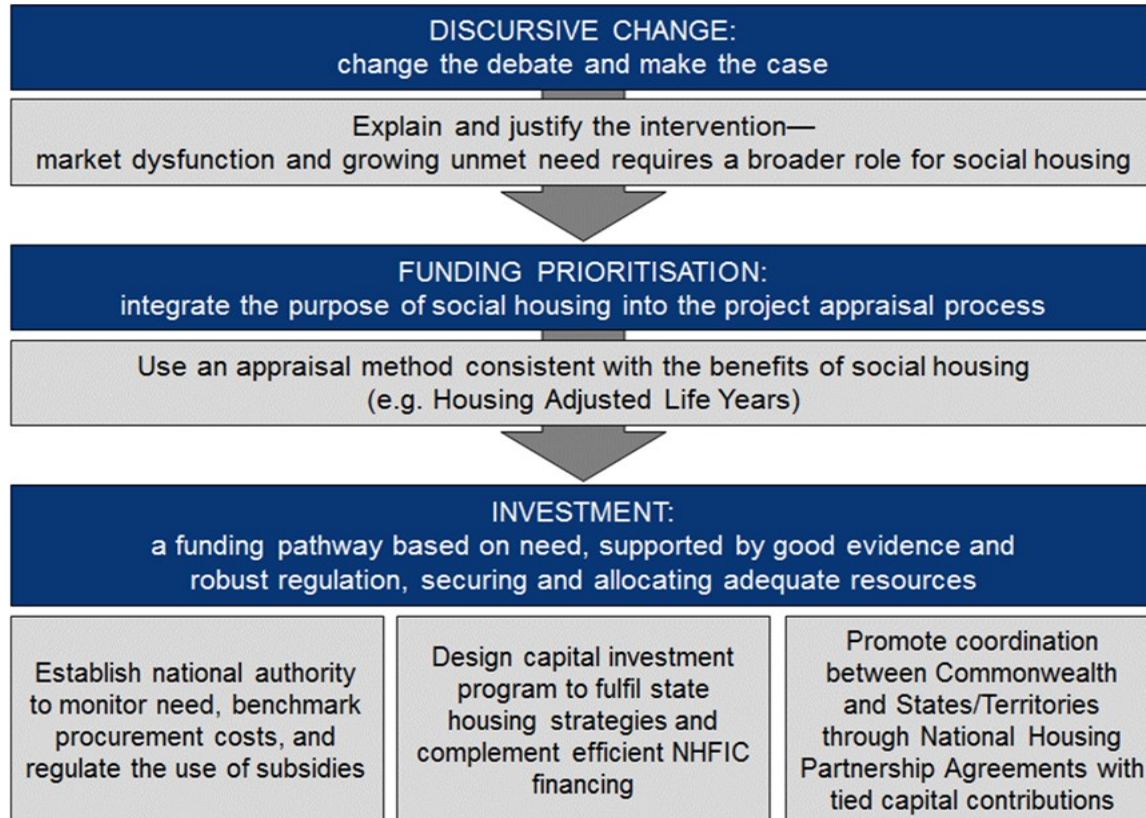 DISCURSIVE CHANGE:
change the debate and make the case
Explain and justify the intervention—
market dysfunction and growing unmet need requires a broader role for social housing
FUNDING PRIORITISATION:
integrate the purpose of social housing into the project appraisal process
Use an appraisal method consistent with the benefits of social housing
(e.g. Housing Adjusted Life Years)
INVESTMENT:
a funding pathway based on need, supported by good evidence and
robust regulation, securing and allocating adequate resources
Establish national authority
to monitor need, benchmark
procurement costs, and
regulate the use of subsidies
Design capital investment
program to fulfil state
housing strategies and
complement efficient NHFIC
financing
Promote coordination
between Commonwealth
and States/Territories
through National Housing
Partnership Agreements with
tied capital contributions